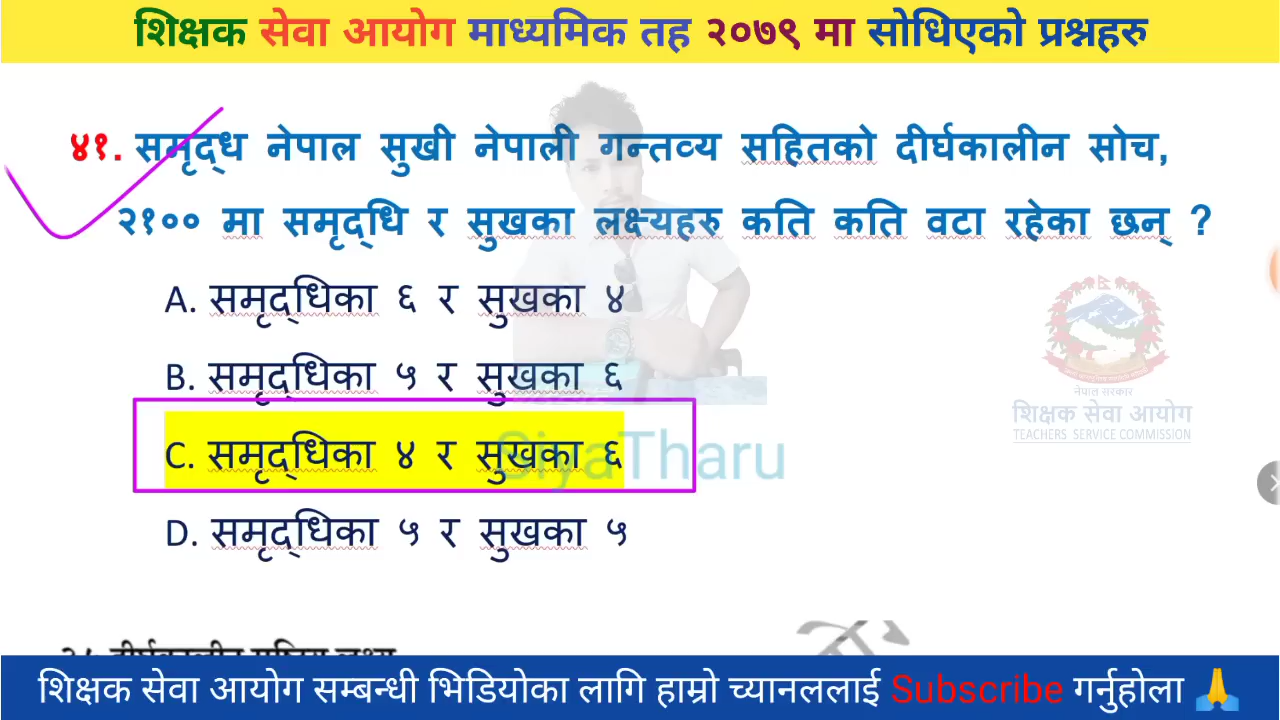 शिक्षक सेवा आयोग माध्यमिक तह २०७९ मा सोधिएको प्रश्नहरु
४१. समृद्ध नेपाल सुखी नेपाली गन्तव्य सहितको दीर्घकालीन सोच,
२१०० मा समृद्धि र सुखका लक्ष्यहरु कति कति वटा रहेका छन् ?
A. समृद्धिका ६ र सुखका ४
B. समृद्धिका ५ र सुखका ६
C. समृद्धिका ४ र सुखका ६
D. समृद्धिका ५ र सुखका ५
नेपाल सरकार
शिक्षक सेवा आयोग
TEACHERS SERVICE COMMISSION
SiyaTharu
शिक्षक सेवा आयोग सम्बन्धी भिडियोका लागि हाम्रो च्यानललाई Subscribe गर्नुहोला 🙏